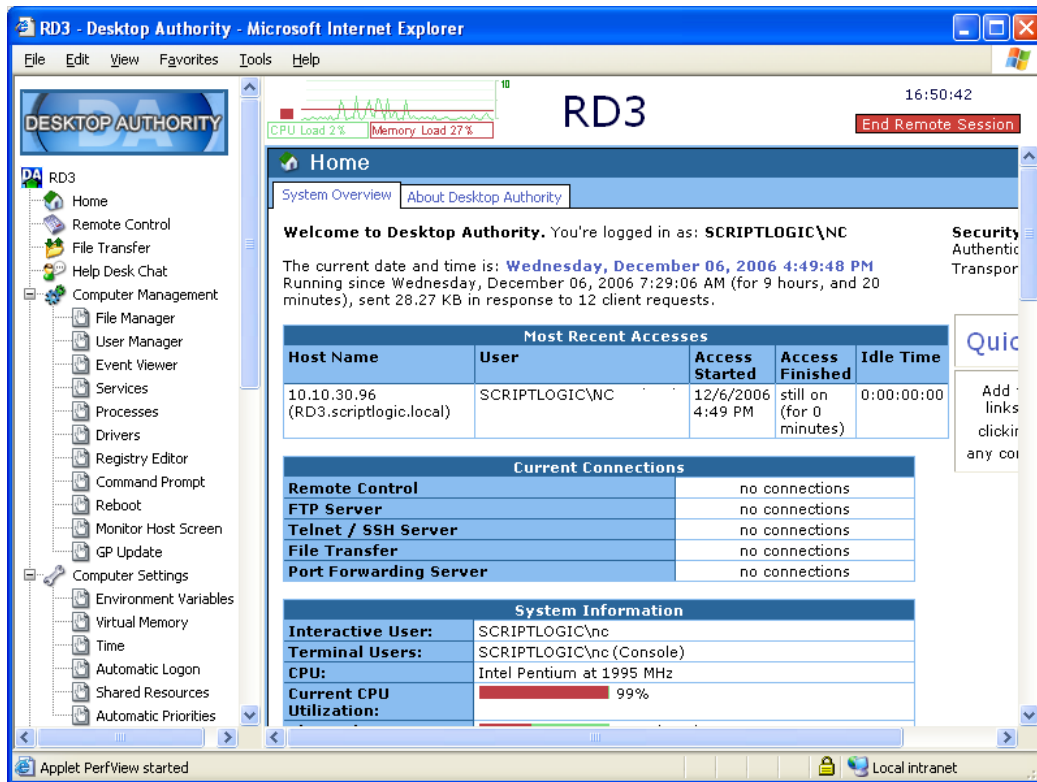 RD3 - Desktop Authority - Microsoft Internet Explorer
File Edit View Favorites Tools Help
DESKTOP AUTHORITY
DA RD3
Home
Remote Control
File Transfer
Help Desk Chat
Computer Management
File Manager
User Manager
Event Viewer
Services
Processes
Drivers
Registry Editor
Command Prompt
Reboot
Monitor Host Screen
GP Update
Computer Settings
Environment Variables
Virtual Memory
Time
Automatic Logon
Shared Resources
Automatic Priorities
10
CPU Load 2% Memory Load 27%
RD3
16:50:42
End Remote Session
Home
System Overview About Desktop Authority
Welcome to Desktop Authority. You're logged in as: SCRIPTLOGIC\NC
The current date and time is: Wednesday, December 06, 2006 4:49:48 PM
Running since Wednesday, December 06, 2006 7:29:06 AM (for 9 hours, and 20
minutes), sent 28.27 KB in response to 12 client requests.
Security
Authentic
Transpor
Most Recent Accesses
Host Name User Access Started Access Finished Idle Time
10.10.30.96 (RD3.scriptlogic.local) SCRIPTLOGIC\NC 12/6/2006 4:49 PM still on (for 0 minutes) 0:00:00:00
Quic
Add
links
clickin
any co
Current Connections
Remote Control no connections
FTP Server no connections
Telnet / SSH Server no connections
File Transfer no connections
Port Forwarding Server no connections
System Information
Interactive User: SCRIPTLOGIC\nc
Terminal Users: SCRIPTLOGIC\nc (Console)
CPU: Intel Pentium at 1995 MHz
Current CPU Utilization: 99%
Applet PerfView started
Local intranet